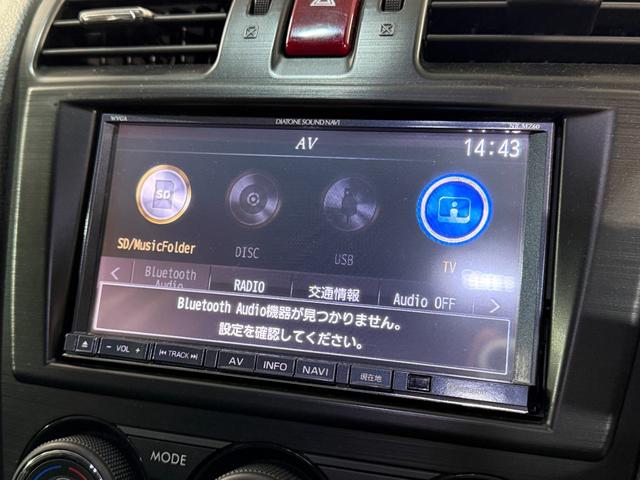 WVGA
DIATONE SOUND NAVI
AV
14:43
SD
SD/MusicFolder
DISC
USB
TV
Bluetooth Audio
RADIO
交通情報
Audio OFF
Bluetooth Audio機器が見つかりません。
設定を確認してください。
− VOL +
TRACK
AV
INFO
NAVI
現在地
MODE